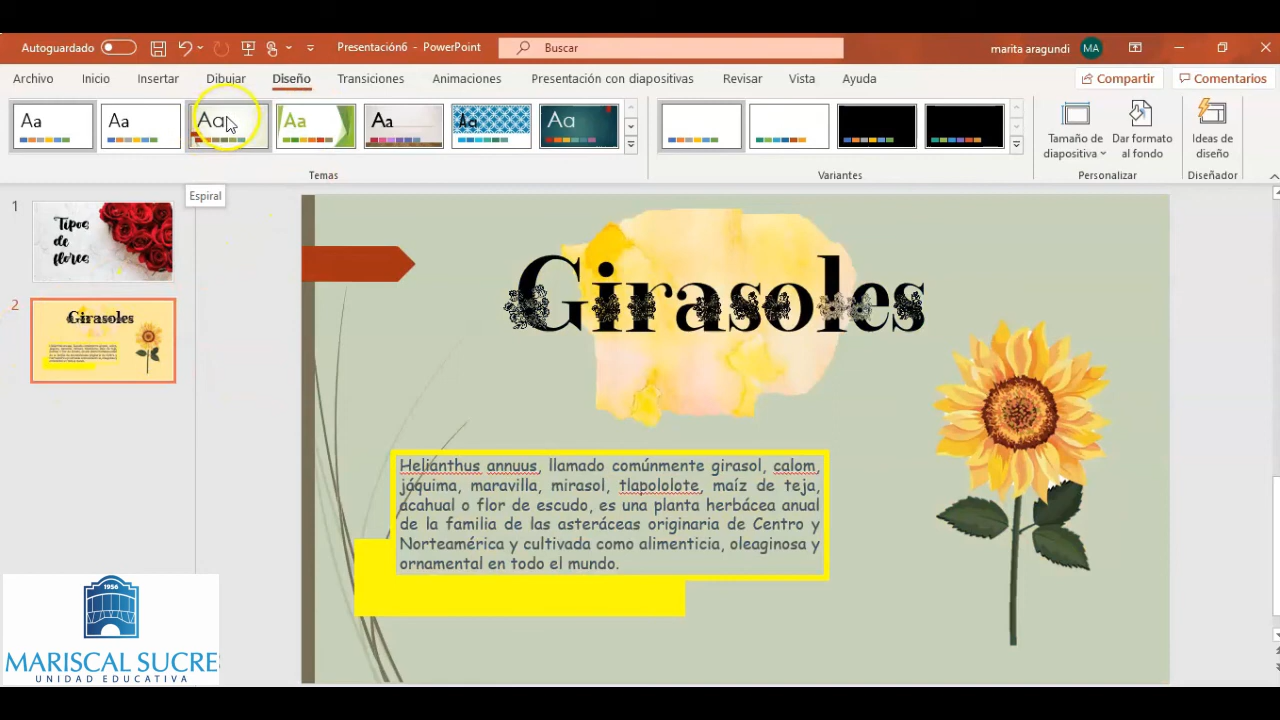 Autoguardado
Presentación6 - PowerPoint
Buscar
marita aragundi
MA
Archivo
Inicio
Insertar
Dibujar
Diseño
Transiciones
Animaciones
Presentación con diapositivas
Revisar
Vista
Ayuda
Compartir
Comentarios
Aa
Aa
Aa
Aa
Aa
Aa
Aa
Tamaño de
diapositiva
Dar formato
al fondo
Ideas de
diseño
Temas
Variantes
Personalizar
Diseñador
Espiral
1
Tipos
de
flores
2
Girasoles
Girasoles
Helianthus annuus, llamado comúnmente girasol, calom,
jáquima, maravilla, mirasol, tlapololote, maíz de teja,
acahual o flor de escudo, es una planta herbácea anual
de la familia de las asteráceas originaria de Centro y
Norteamérica y cultivada como alimenticia, oleaginosa y
ornamental en todo el mundo.
1956
MARISCAL SUCRE
UNIDAD EDUCATIVA